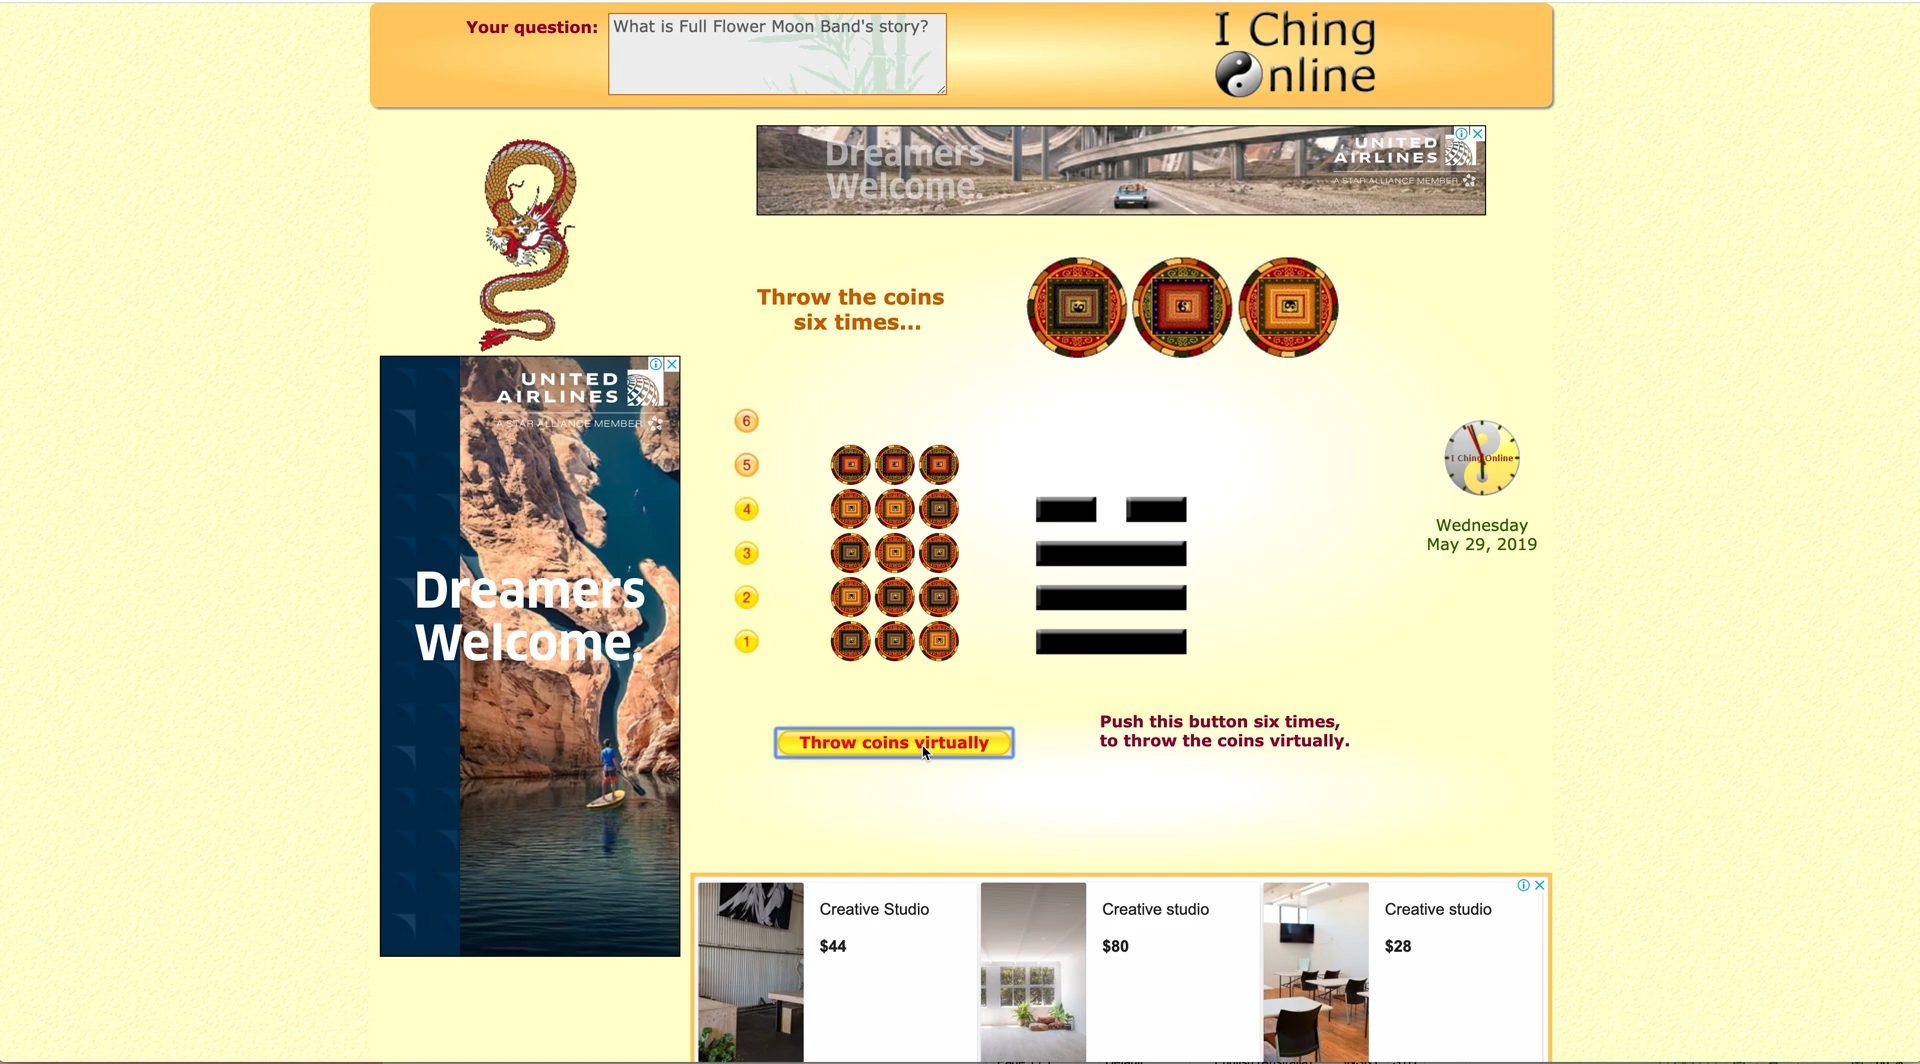 Your question:
What is Full Flower Moon Band's story?
I Ching
Online
Dreamers
Welcome.
UNITED
AIRLINES
A STAR ALLIANCE MEMBER
Throw the coins
six times...
UNITED
AIRLINES
A STAR ALLIANCE MEMBER
Dreamers
Welcome.
6
5
4
3
2
1
I Ching Online
Wednesday
May 29, 2019
Throw coins virtually
Push this button six times,
to throw the coins virtually.
Creative Studio
$44
Creative studio
$80
Creative studio
$28